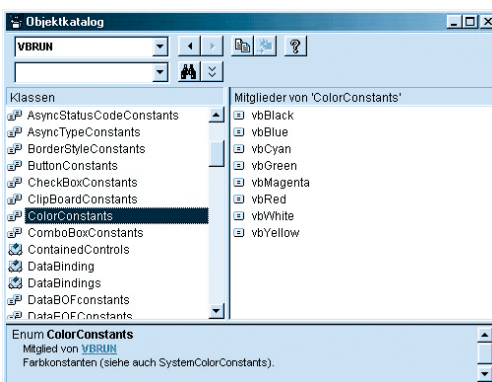 Objektkatalog
VBRUN
Klassen
AsyncStatusCodeConstants
AsyncTypeConstants
BorderStyleConstants
ButtonConstants
CheckBoxConstants
ClipBoardConstants
ColorConstants
ComboBoxConstants
ContainedControls
DataBinding
DataBindings
DataBOFconstants
DataEOFConstants
Mitglieder von 'ColorConstants'
vbBlack
vbBlue
vbCyan
vbGreen
vbMagenta
vbRed
vbWhite
vbYellow
Enum ColorConstants
Mitglied von VBRUN
Farbkonstanten (siehe auch SystemColorConstants).